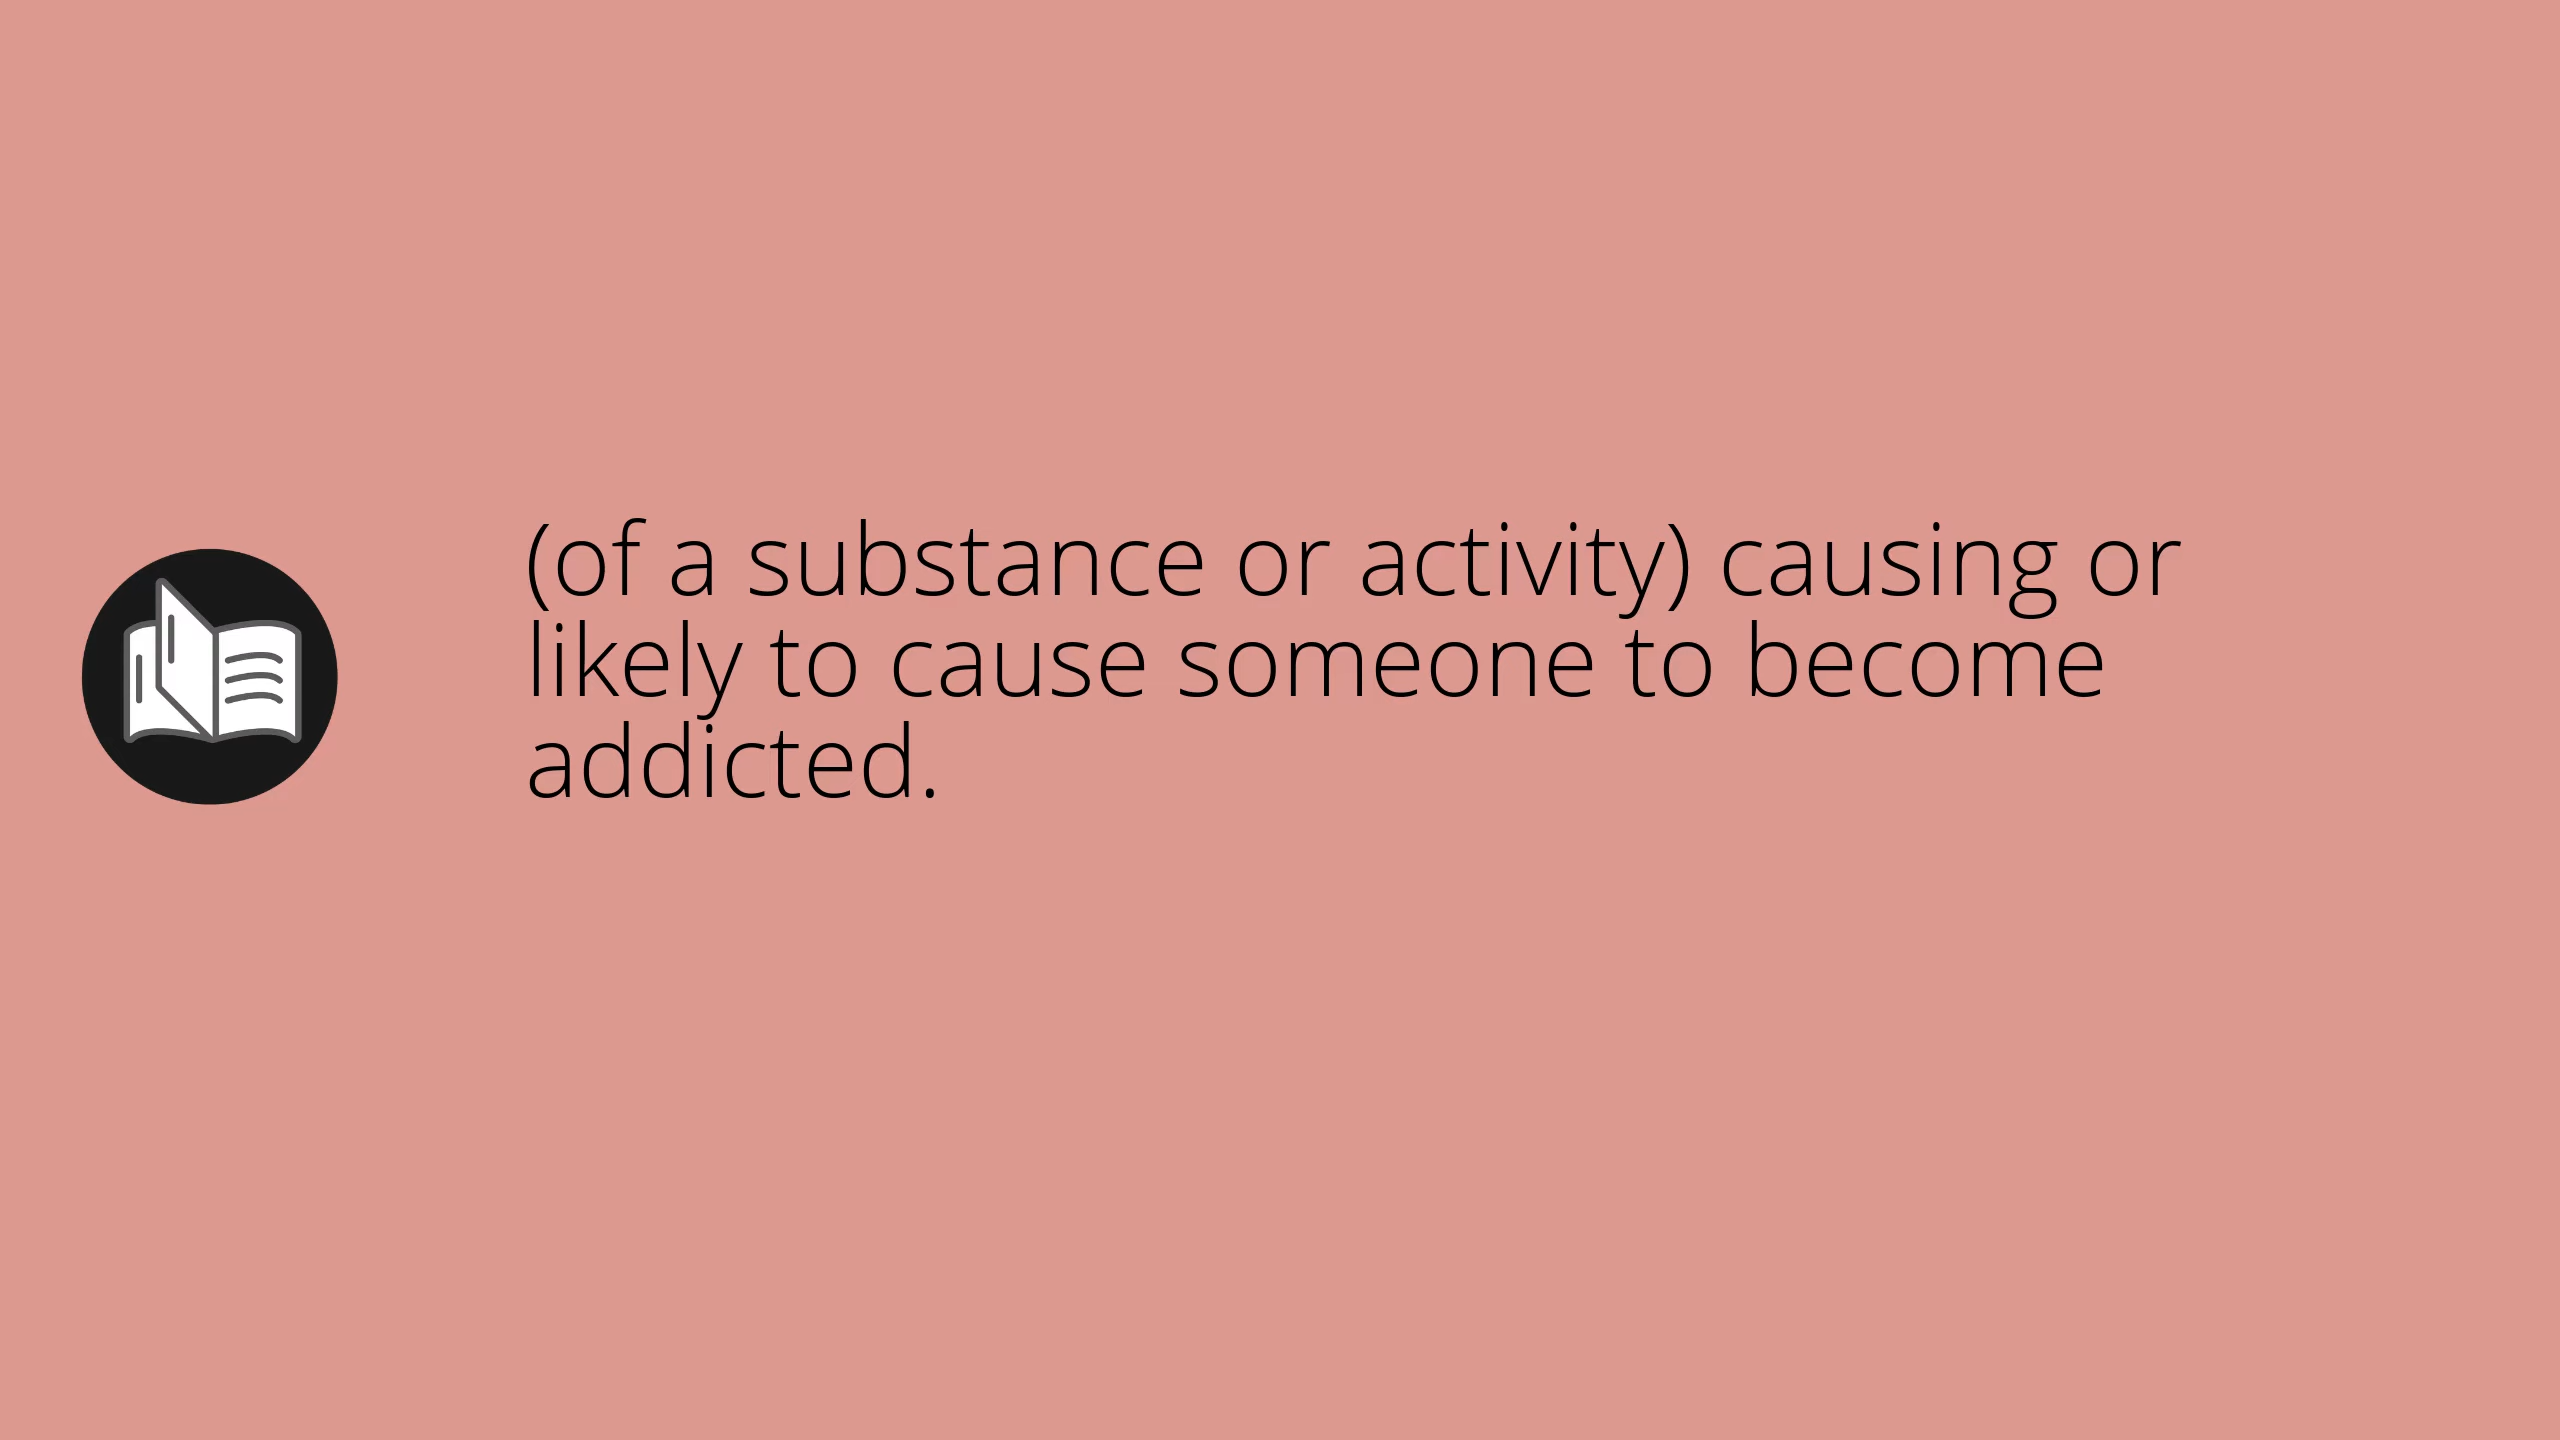 (of a substance or activity) causing or
likely to cause someone to become
addicted.